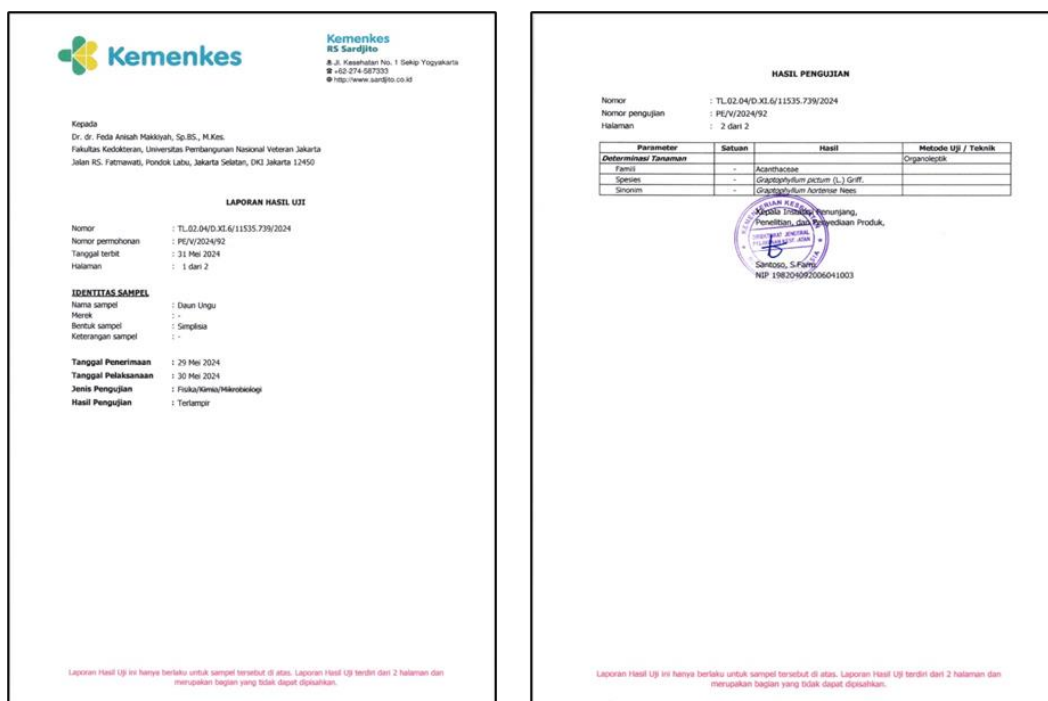 Kemenkes
Kemenkes
RS Sardjito
Jl. Kesehatan No. 1 Sekip Yogyakarta
+62-274-587333
http://www.sardjito.co.id
Kepada
Dr. dr. Feda Anisah Makkiyah, Sp.BS., M.Kes.
Fakultas Kedokteran, Universitas Pembangunan Nasional Veteran Jakarta
Jalan RS. Fatmawati, Pondok Labu, Jakarta Selatan, DKI Jakarta 12450
LAPORAN HASIL UJI
Nomor : TL.02.04/D.XI.6/11535.739/2024
Nomor permohonan : PE/V/2024/92
Tanggal terbit : 31 Mei 2024
Halaman : 1 dari 2
IDENTITAS SAMPEL
Nama sampel : Daun Ungu
Merek : -
Bentuk sampel : Simplisia
Keterangan sampel : -
Tanggal Penerimaan : 29 Mei 2024
Tanggal Pelaksanaan : 30 Mei 2024
Jenis Pengujian : Fisika/Kimia/Mikrobiologi
Hasil Pengujian : Terlampir
Laporan Hasil Uji ini hanya berlaku untuk sampel tersebut di atas. Laporan Hasil Uji terdiri dari 2 halaman dan
merupakan bagian yang tidak dapat dipisahkan.
HASIL PENGUJIAN
Nomor : TL.02.04/D.XI.6/11535.739/2024
Nomor pengujian : PE/V/2024/92
Halaman : 2 dari 2
Parameter Satuan Hasil Metode Uji / Teknik
Determinasi Tanaman Organoleptik
Famili - Acanthaceae
Spesies - Graptophyllum pictum (L.) Griff.
Sinonim - Graptophyllum hortense Nees
Kepala Instalasi Penunjang,
Penelitian, dan Penyediaan Produk,
DIREKTORAT JENDERAL
Santoso, S.Farm
NIP 198204092006041003
Laporan Hasil Uji ini hanya berlaku untuk sampel tersebut di atas. Laporan Hasil Uji terdiri dari 2 halaman dan
merupakan bagian yang tidak dapat dipisahkan.